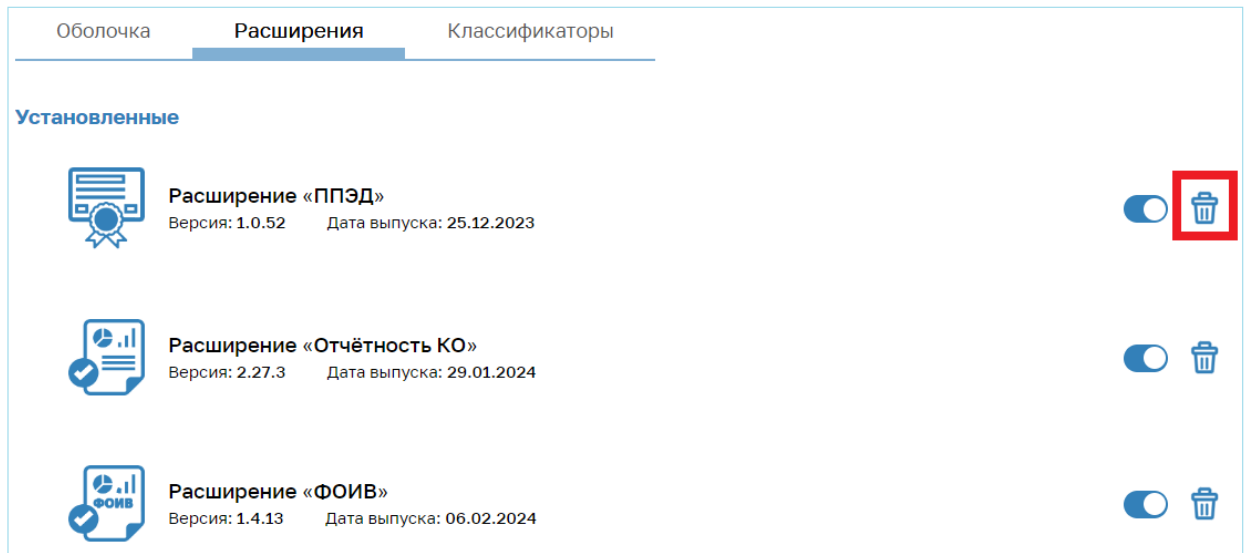 Оболочка Расширения Классификаторы
Установленные
Расширение «ППЭД»
Версия: 1.0.52 Дата выпуска: 25.12.2023
Расширение «Отчётность КО»
Версия: 2.27.3 Дата выпуска: 29.01.2024
ФОИВ
Расширение «ФОИВ»
Версия: 1.4.13 Дата выпуска: 06.02.2024